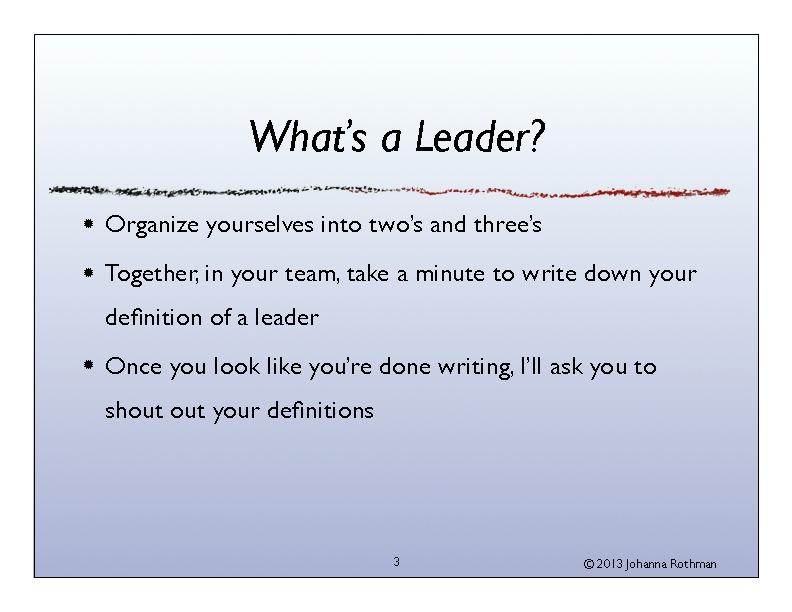 What’s a Leader?
Organize yourselves into two’s and three’s
Together, in your team, take a minute to write down your
definition of a leader
Once you look like you’re done writing, I’ll ask you to
shout out your definitions
3
© 2013 Johanna Rothman